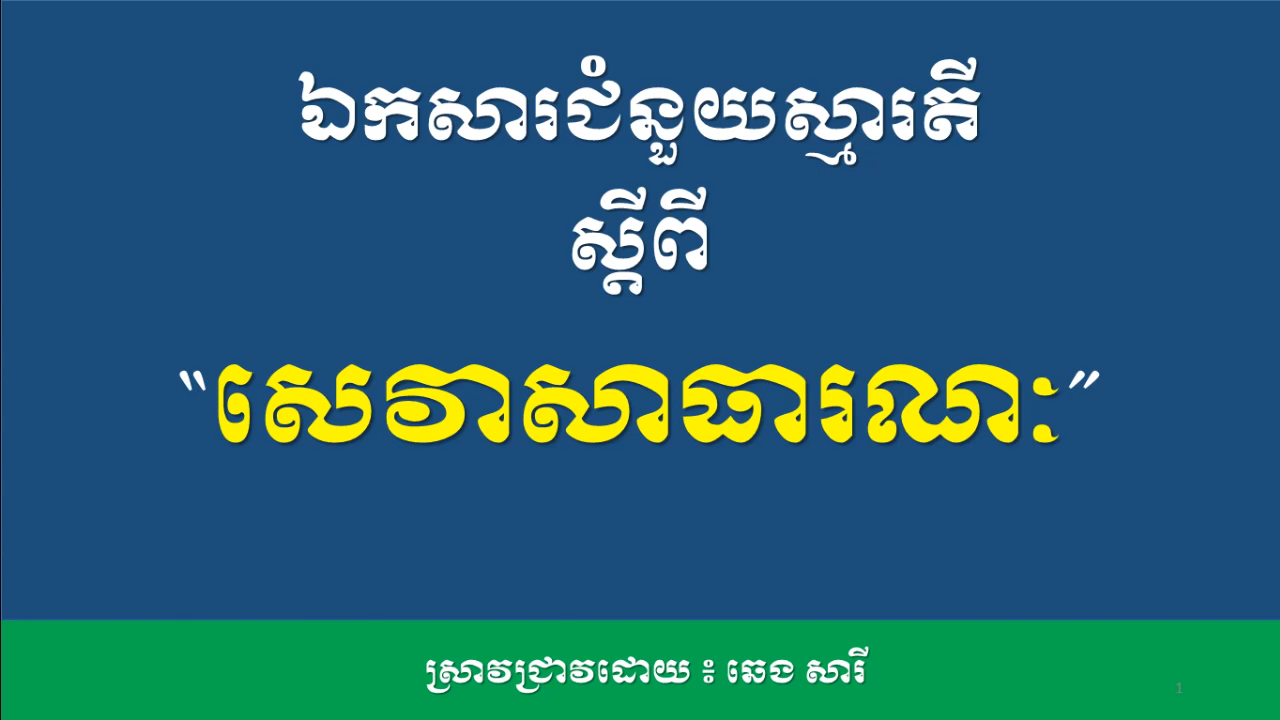 ឯកសារជំនួយស្មារតី
ស្តីពី
“សេវាសាធារណៈ”
ស្រាវជ្រាវដោយ ៖ ឆេង សារី
1